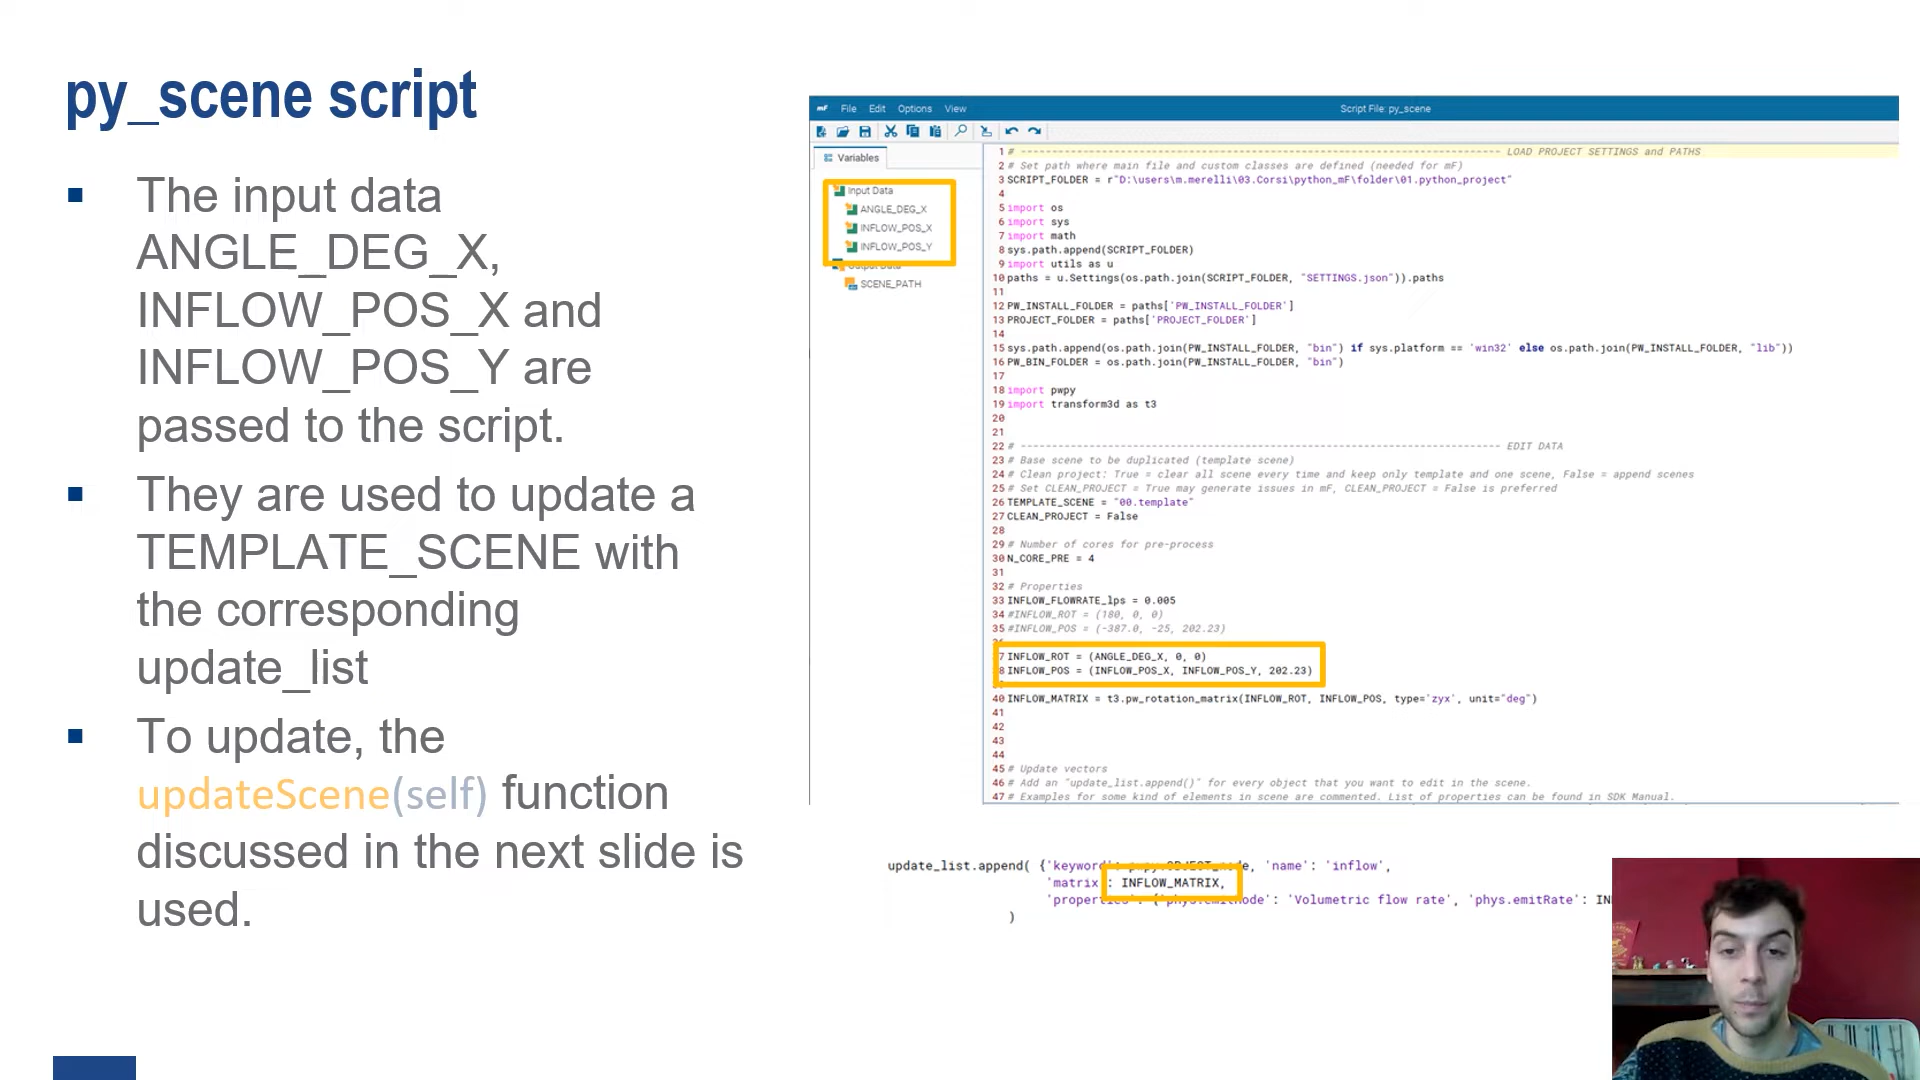 py_scene script
The input data
ANGLE_DEG_X,
INFLOW_POS_X and
INFLOW_POS_Y are
passed to the script.
They are used to update a
TEMPLATE_SCENE with
the corresponding
update_list
To update, the
updateScene(self) function
discussed in the next slide is
used.
mF File Edit Options View Script File: py_scene
Variables
Input Data
ANGLE_DEG_X
INFLOW_POS_X
INFLOW_POS_Y
Output Data
SCENE_PATH
1 # ------------------------------------------------------------------ LOAD PROJECT SETTINGS and PATHS
2 # Set path where main file and custom classes are defined (needed for mF)
3 SCRIPT_FOLDER = r"D:\users\m.merelli\03.Corsi\python_mF\folder\01.python_project"
4
5 import os
6 import sys
7 import math
8 sys.path.append(SCRIPT_FOLDER)
9 import utils as u
10 paths = u.Settings(os.path.join(SCRIPT_FOLDER, "SETTINGS.json")).paths
11
12 PW_INSTALL_FOLDER = paths['PW_INSTALL_FOLDER']
13 PROJECT_FOLDER = paths['PROJECT_FOLDER']
14
15 sys.path.append(os.path.join(PW_INSTALL_FOLDER, "bin") if sys.platform == 'win32' else os.path.join(PW_INSTALL_FOLDER, "lib"))
16 PW_BIN_FOLDER = os.path.join(PW_INSTALL_FOLDER, "bin")
17
18 import pwpy
19 import transform3d as t3
20
21
22 # ------------------------------------------------------------------ EDIT DATA
23 # Base scene to be duplicated (template scene)
24 # Clean project: True = clear all scene every time and keep only template and one scene, False = append scenes
25 # Set CLEAN_PROJECT = True may generate issues in mF, CLEAN_PROJECT = False is preferred
26 TEMPLATE_SCENE = "00.template"
27 CLEAN_PROJECT = False
28
29 # Number of cores for pre-process
30 N_CORE_PRE = 4
31
32 # Properties
33 INFLOW_FLOWRATE_lps = 0.005
34 #INFLOW_ROT = (180, 0, 0)
35 #INFLOW_POS = (-387.0, -25, 202.23)
7 INFLOW_ROT = (ANGLE_DEG_X, 0, 0)
8 INFLOW_POS = (INFLOW_POS_X, INFLOW_POS_Y, 202.23)
40 INFLOW_MATRIX = t3.pw_rotation_matrix(INFLOW_ROT, INFLOW_POS, type='zyx', unit="deg")
41
42
43
44
45 # Update vectors
46 # Add an "update_list.append()" for every object that you want to edit in the scene.
47 # Examples for some kind of elements in scene are commented. List of properties can be found in SDK Manual.
update_list.append( {'keyword': 'name': 'inflow',
'matrix': INFLOW_MATRIX,
'properties': 'Volumetric flow rate', 'phys.emitRate': IN
)